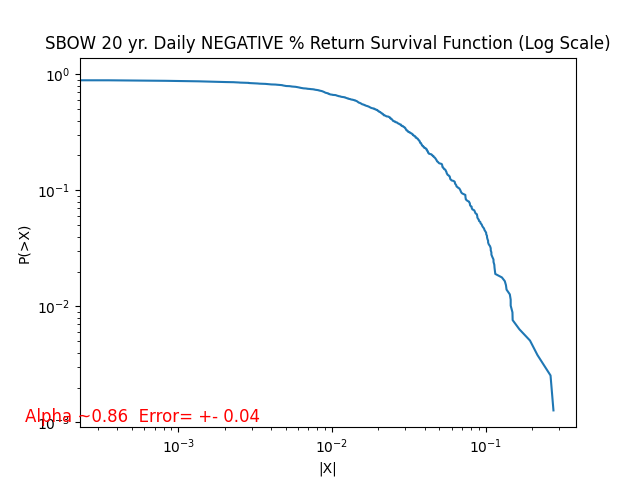 SBOW 20 yr. Daily NEGATIVE % Return Survival Function (Log Scale)
10⁰
10⁻¹
P(>X)
10⁻²
Alpha ~0.86 Error= +- 0.04
10⁻³ 10⁻² 10⁻¹
|X|